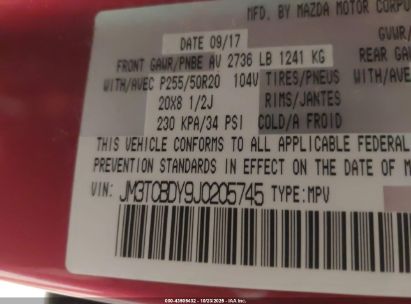 MFD. BY MAZDA MOTOR CORPO
DATE 09/17
GVWR/
FRONT GAWR/PNBE AV 2736 LB 1241 KG
REAR GAW
WITH/AVEC P255/50R20 104V TIRES/PNEUS
WITH/AVE
20X8 1/2J RIMS/JANTES
230 KPA/34 PSI COLD/A FROID
THIS VEHICLE CONFORMS TO ALL APPLICABLE FEDERAL
PREVENTION STANDARDS IN EFFECT ON THE DATE OF M
VIN: JM3TCBDY9J0205745 TYPE:MPV